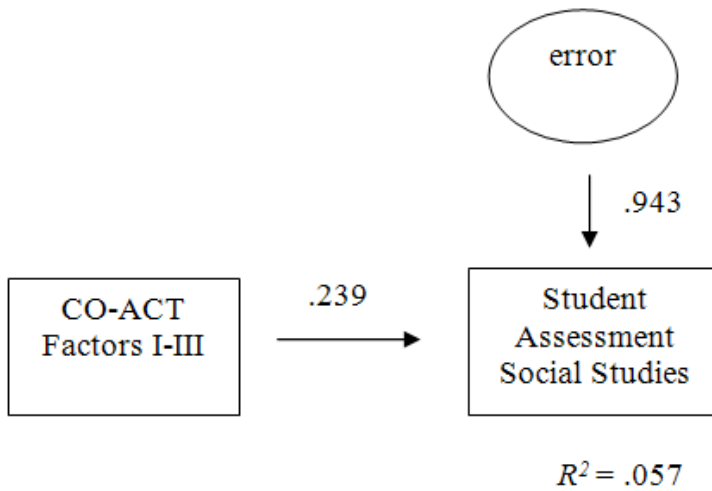 error
.943
.239
CO-ACT
Factors I-III
Student
Assessment
Social Studies
R² = .057